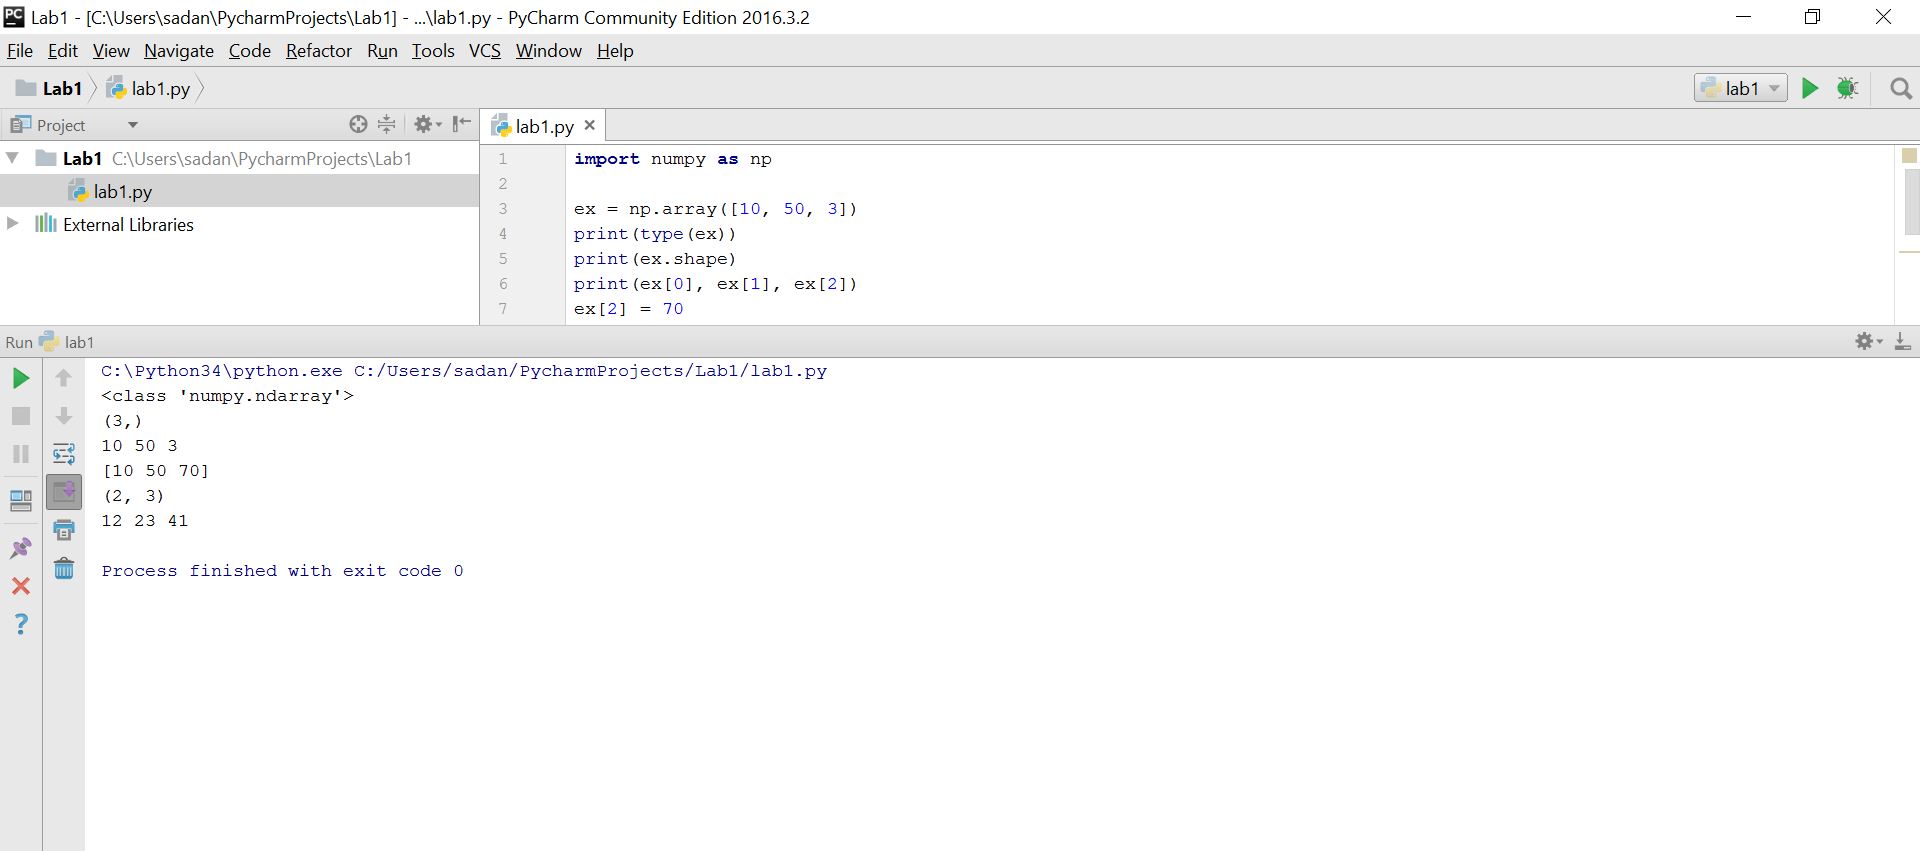 PC Lab1 - [C:\Users\sadan\PycharmProjects\Lab1] - ...\lab1.py - PyCharm Community Edition 2016.3.2
File Edit View Navigate Code Refactor Run Tools VCS Window Help
Lab1 lab1.py lab1
Project
Lab1 C:\Users\sadan\PycharmProjects\Lab1
lab1.py
External Libraries
lab1.py ×
1 import numpy as np
2
3 ex = np.array([10, 50, 3])
4 print(type(ex))
5 print(ex.shape)
6 print(ex[0], ex[1], ex[2])
7 ex[2] = 70
Run lab1
C:\Python34\python.exe C:/Users/sadan/PycharmProjects/Lab1/lab1.py
<class 'numpy.ndarray'>
(3,)
10 50 3
[10 50 70]
(2, 3)
12 23 41
Process finished with exit code 0
?